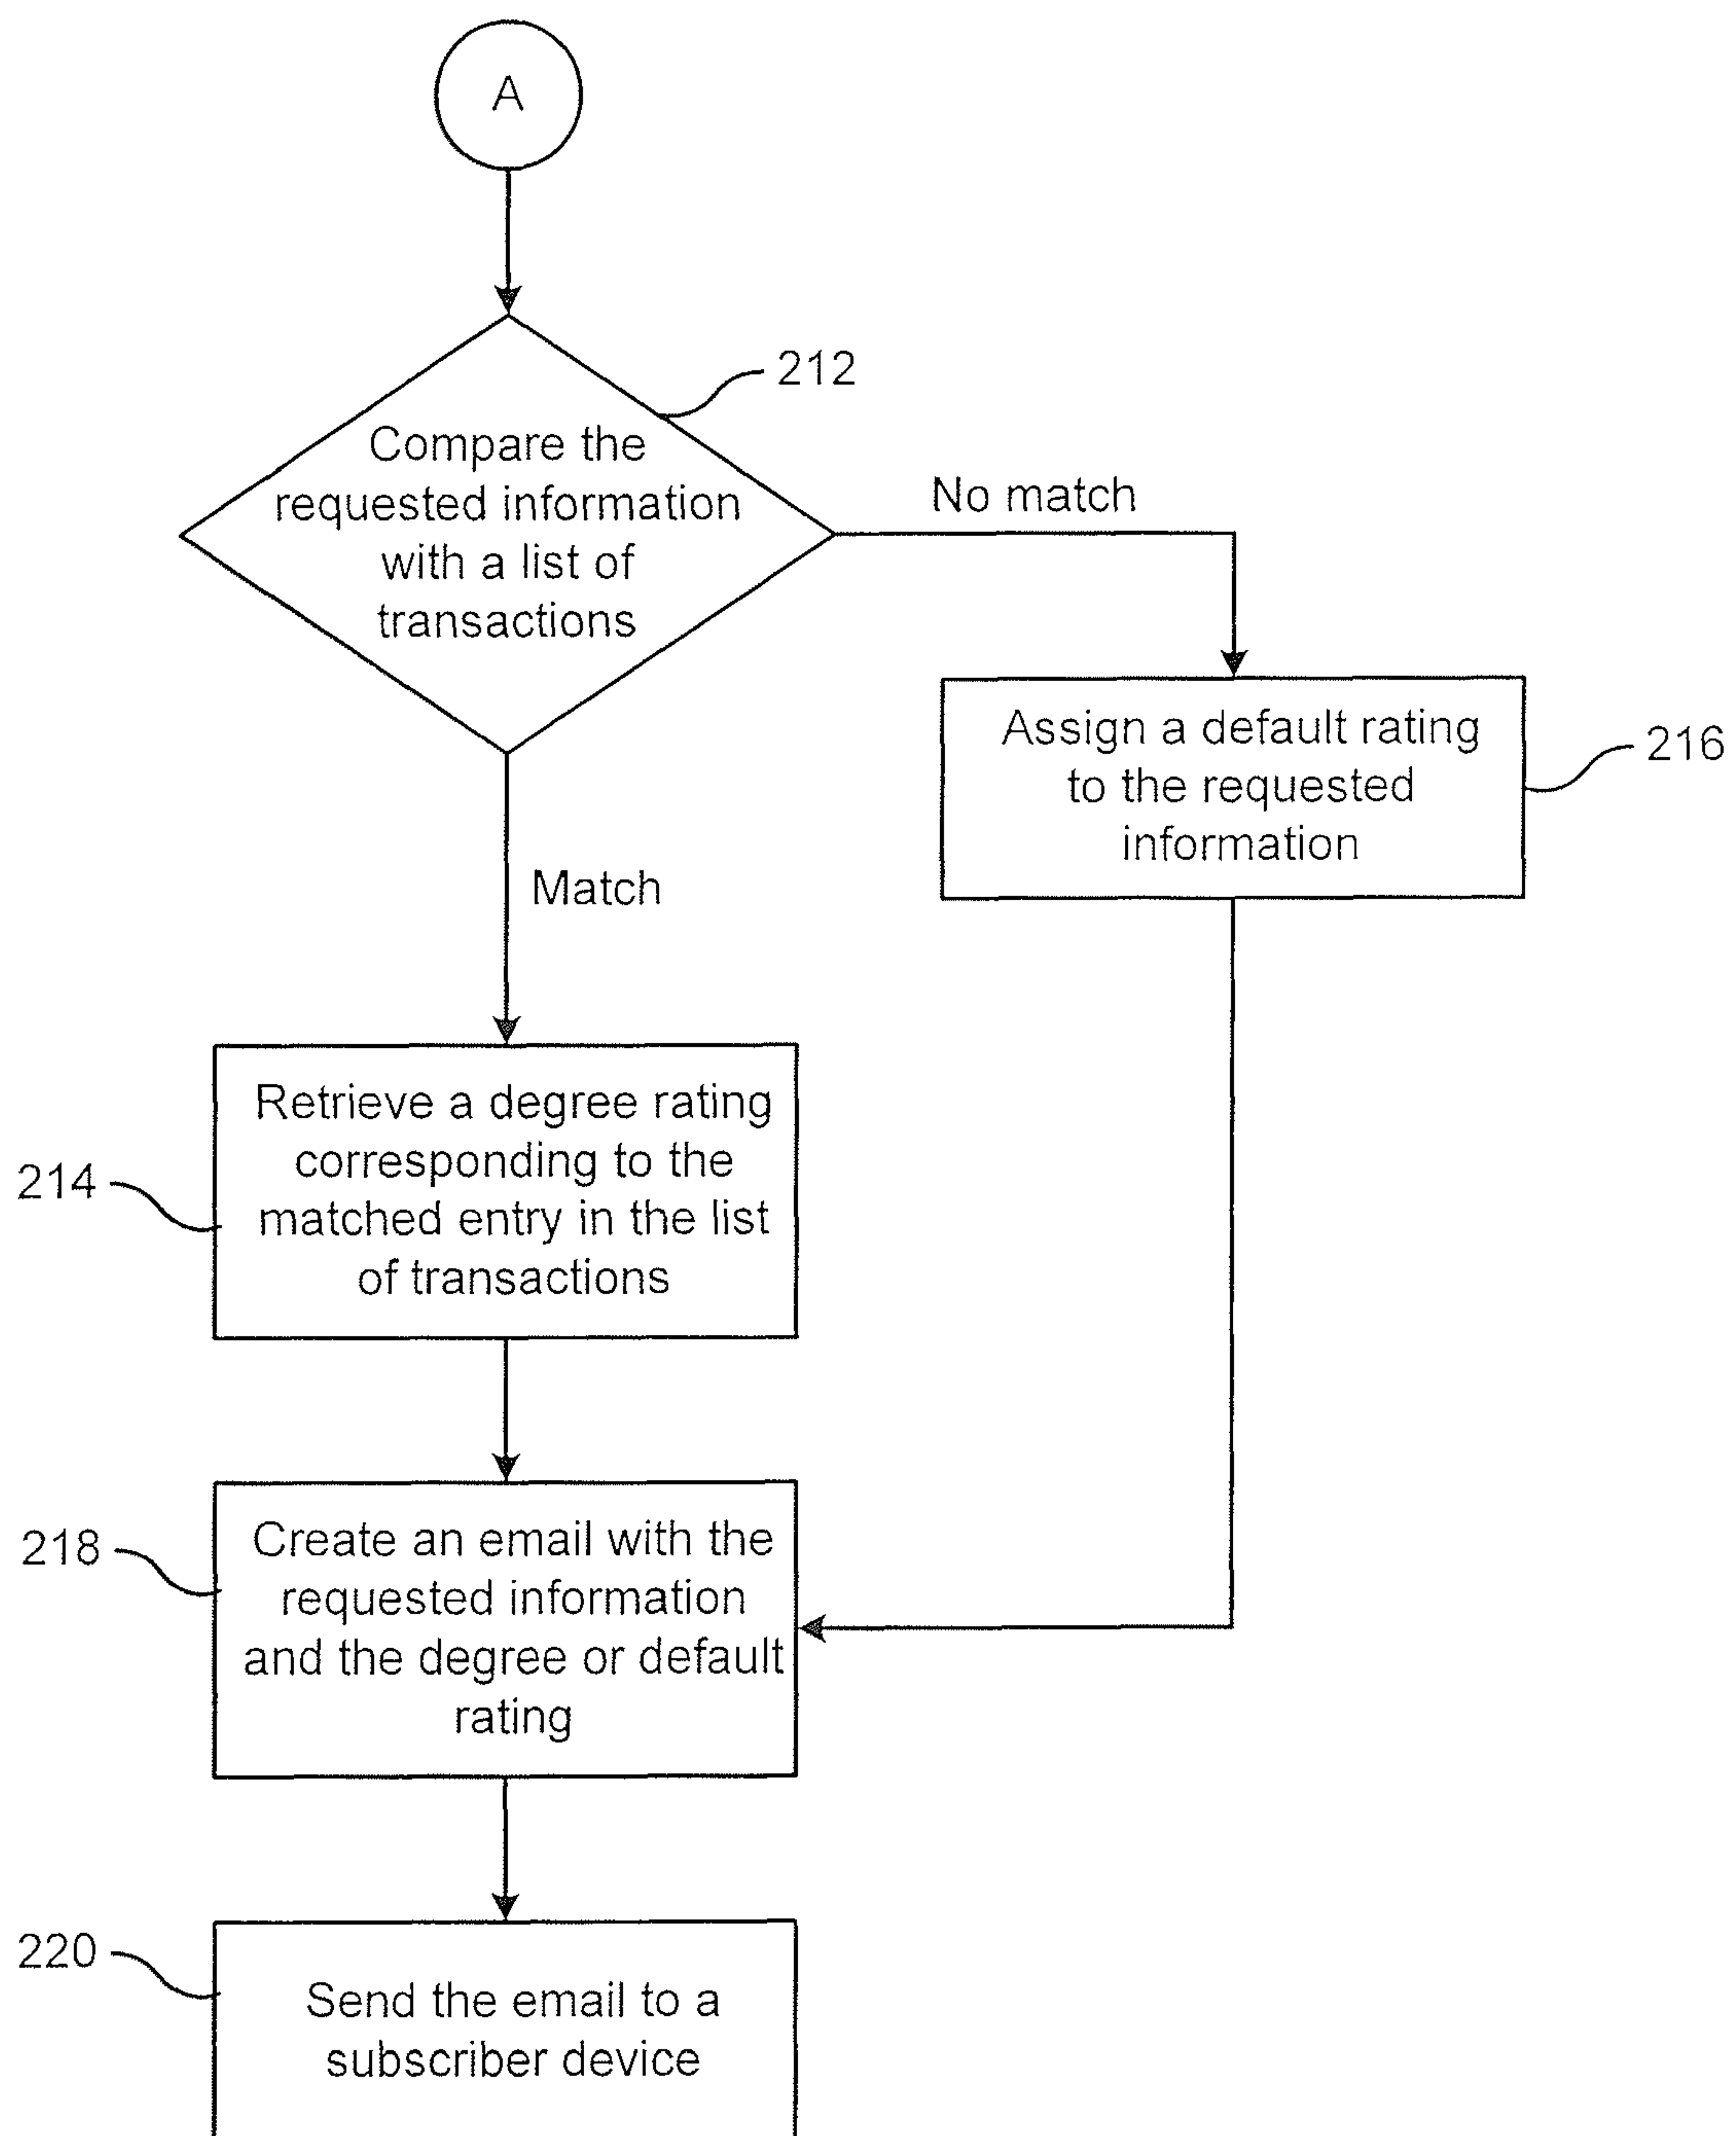 A
212
Compare the
requested information
with a list of
transactions
No match
Assign a default rating
to the requested
information
216
Match
Retrieve a degree rating
corresponding to the
matched entry in the list
of transactions
214
Create an email with the
requested information
and the degree or default
rating
218
220
Send the email to a
subscriber device